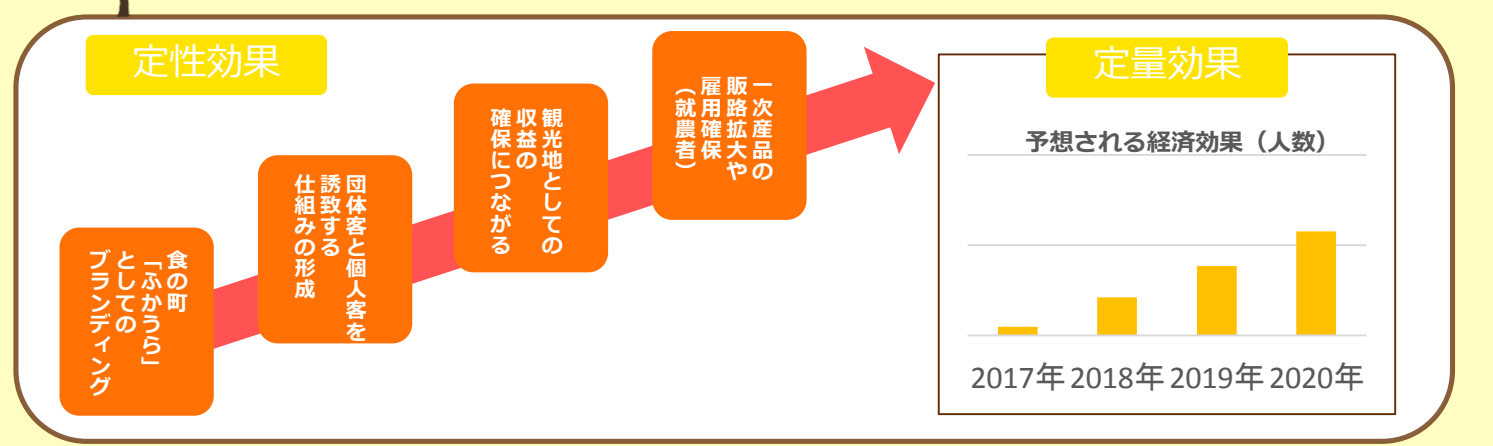 定性効果
食の町
「ふかうら」
としての
ブランディング
団体客と個人客を
誘致する
仕組みの形成
観光地としての
収益の
確保につながる
一次産品の
販路拡大や
雇用確保
（就農者）
定量効果
予想される経済効果（人数）
2017年 2018年 2019年 2020年